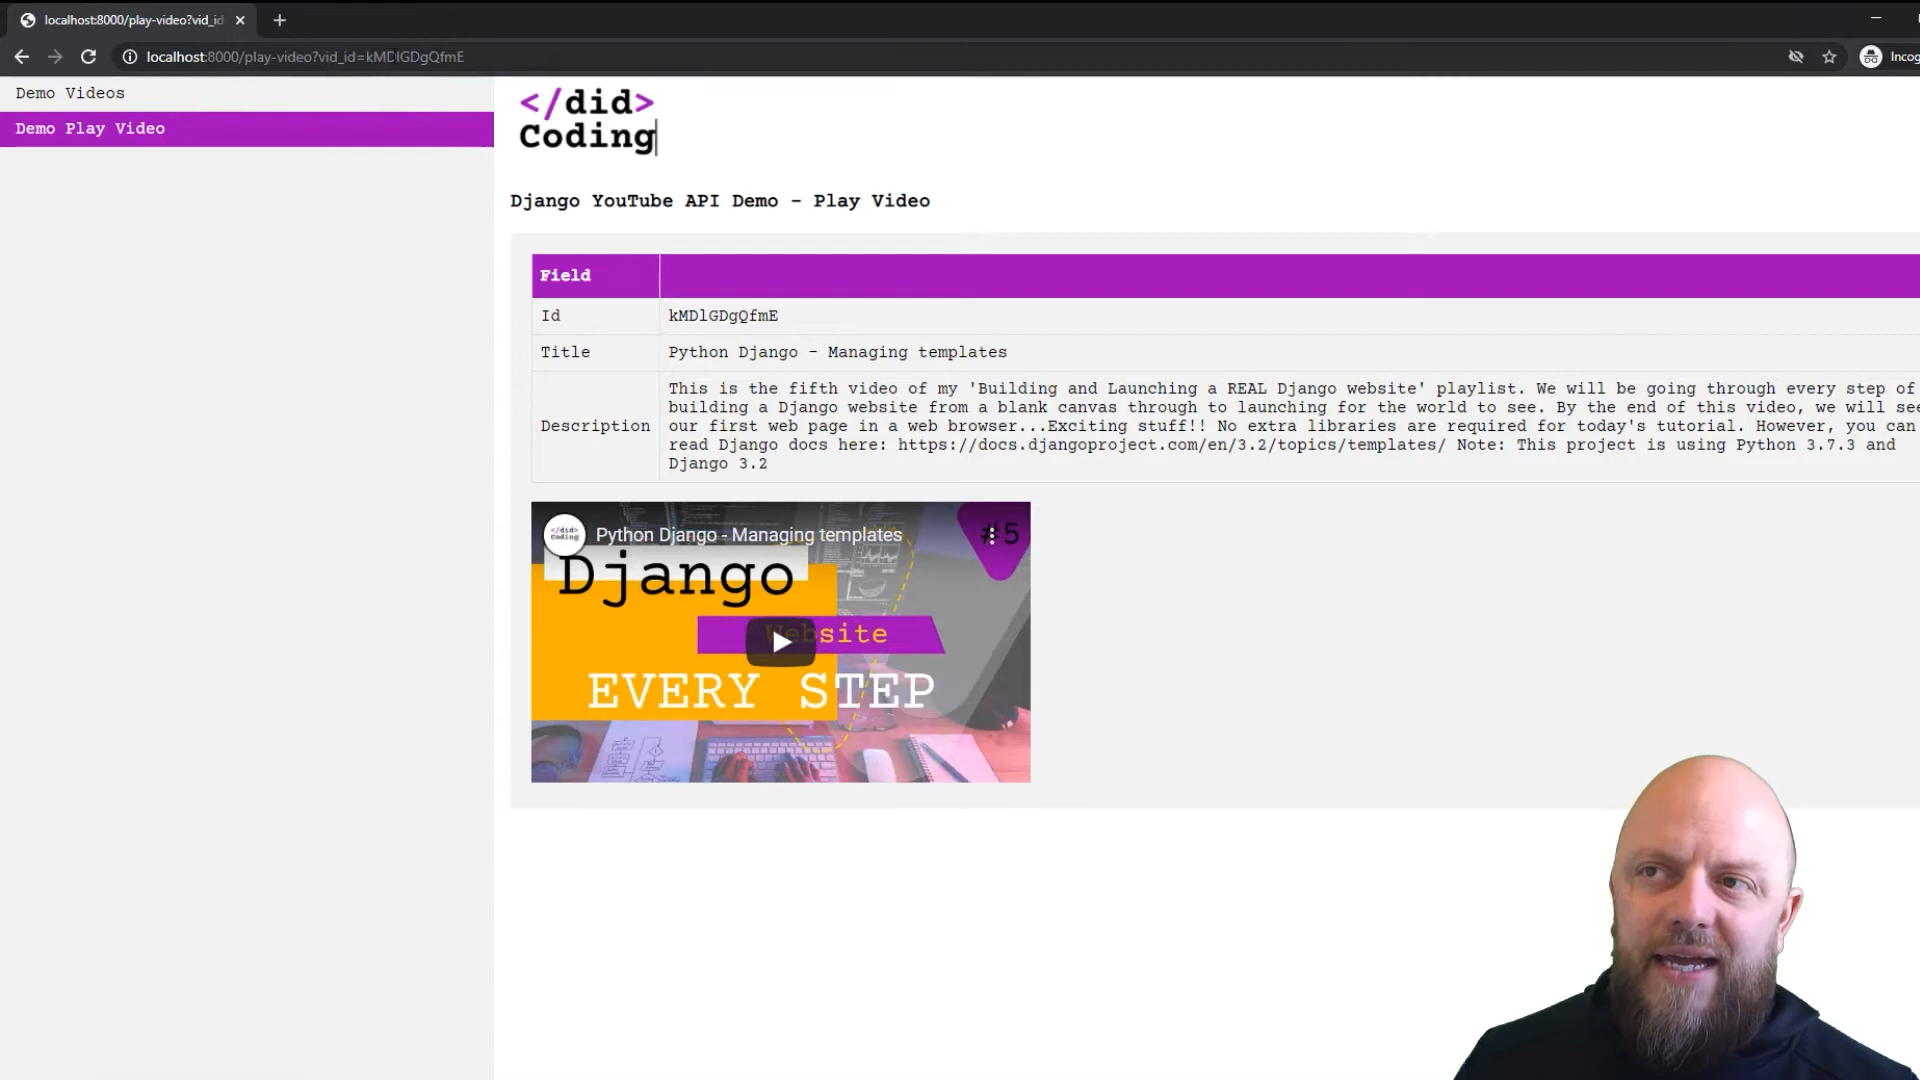 localhost:8000/play-video?vid_id
localhost:8000/play-video?vid_id=kMDlGDgQfmE
Incog
Demo Videos
Demo Play Video
</did>
Coding
Django YouTube API Demo - Play Video
Field
Id kMDlGDgQfmE
Title Python Django - Managing templates
Description
This is the fifth video of my 'Building and Launching a REAL Django website' playlist. We will be going through every step of
building a Django website from a blank canvas through to launching for the world to see. By the end of this video, we will see
our first web page in a web browser...Exciting stuff!! No extra libraries are required for today's tutorial. However, you can
read Django docs here: https://docs.djangoproject.com/en/3.2/topics/templates/ Note: This project is using Python 3.7.3 and
Django 3.2
</did>
Coding
Python Django - Managing templates
#5
Django
Website
EVERY STEP